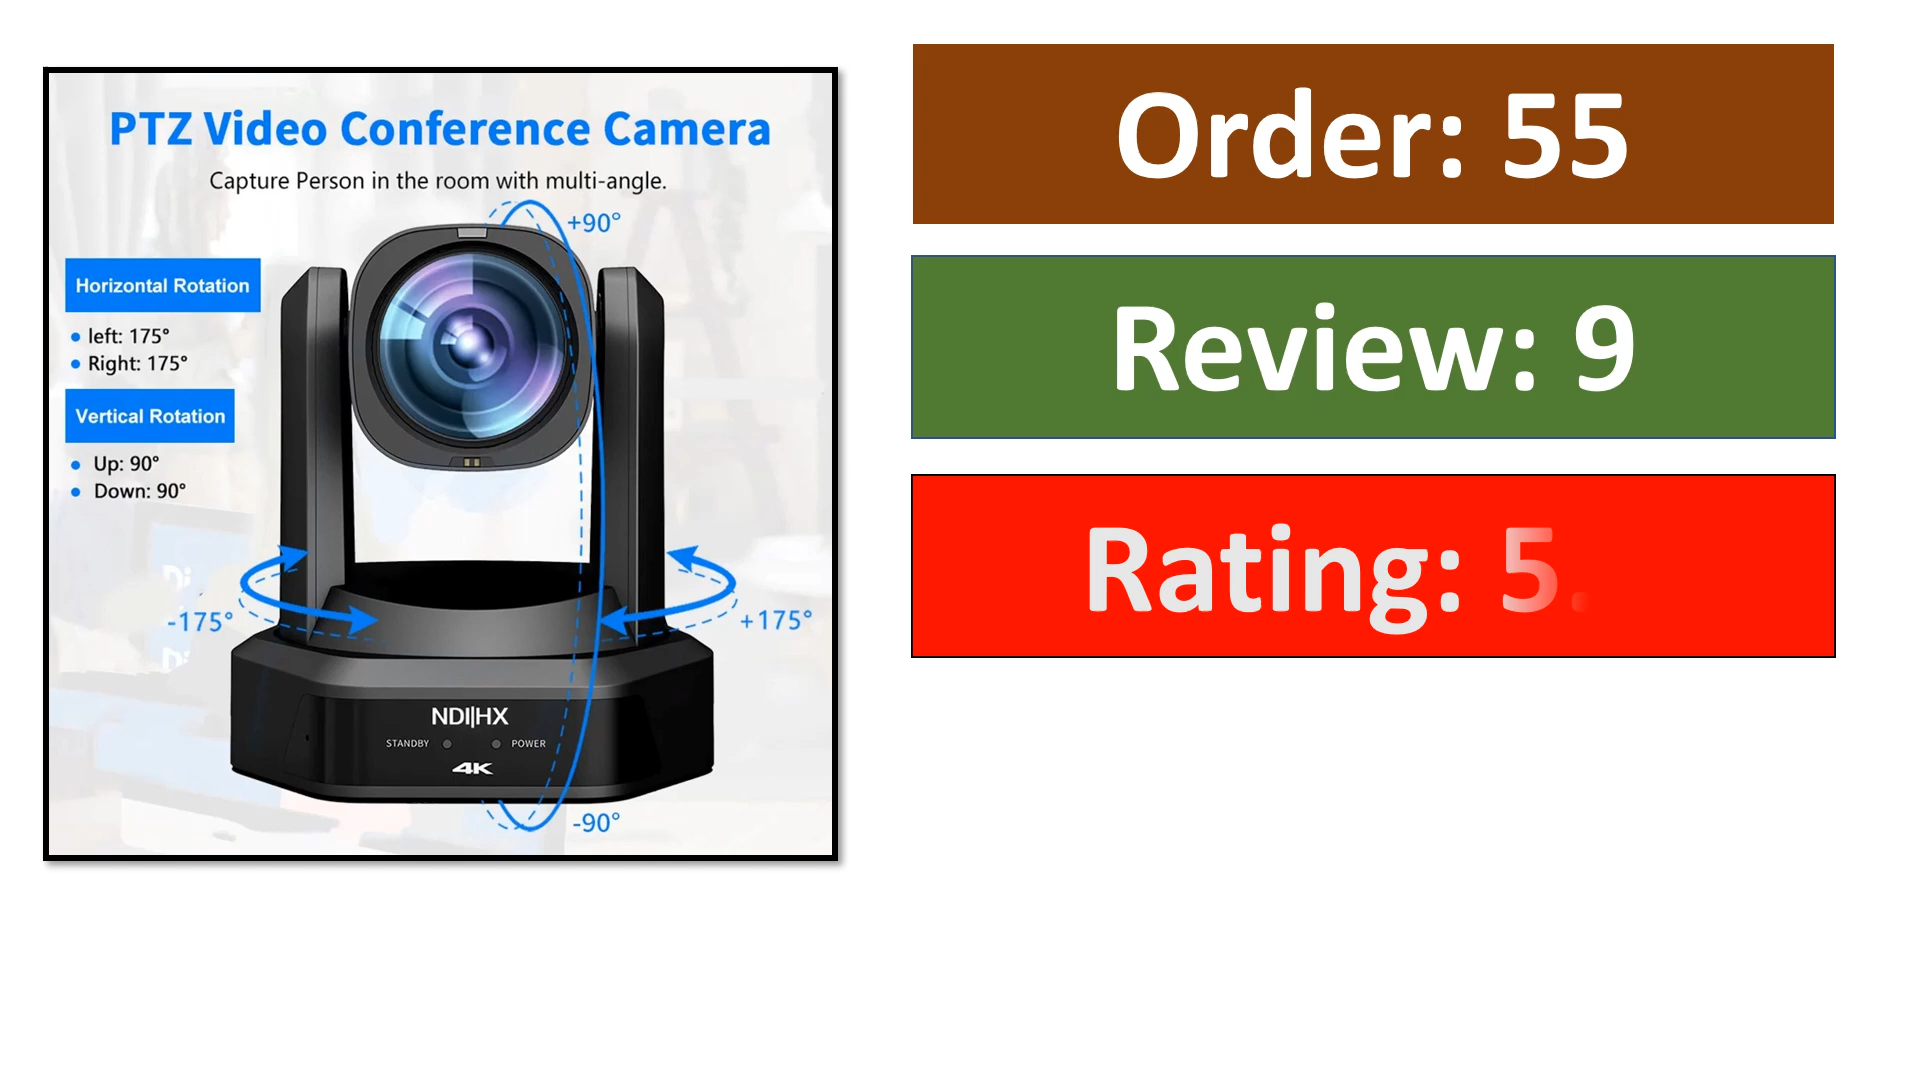 PTZ Video Conference Camera
Capture Person in the room with multi-angle.
+90°
Horizontal Rotation
left: 175°
Right: 175°
Vertical Rotation
Up: 90°
Down: 90°
-175°
+175°
NDI|HX
STANDBY POWER
4K
-90°
Order: 55
Review: 9
Rating: 5.